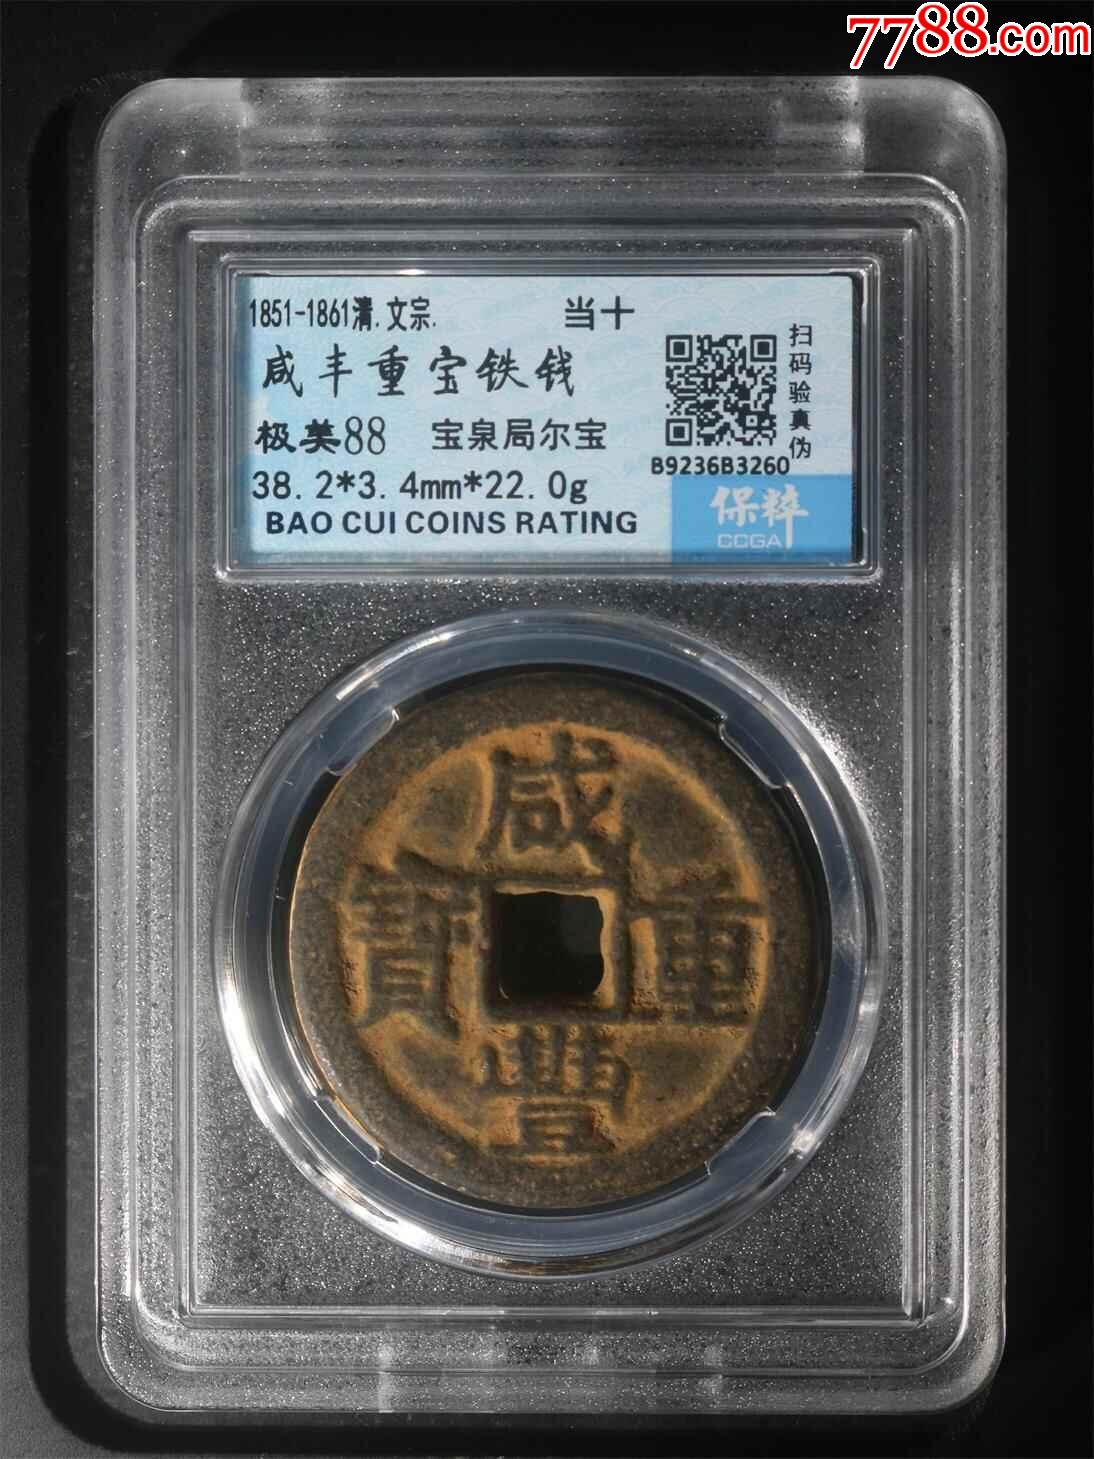 7788.com
1851-1861清.文宗. 当十
咸丰重宝铁钱
极美88 宝泉局尔宝
38.2*3.4mm*22.0g
BAO CUI COINS RATING
扫码验真伪
B9236B3260
保粹
CCGA
咸
寶 重
豐